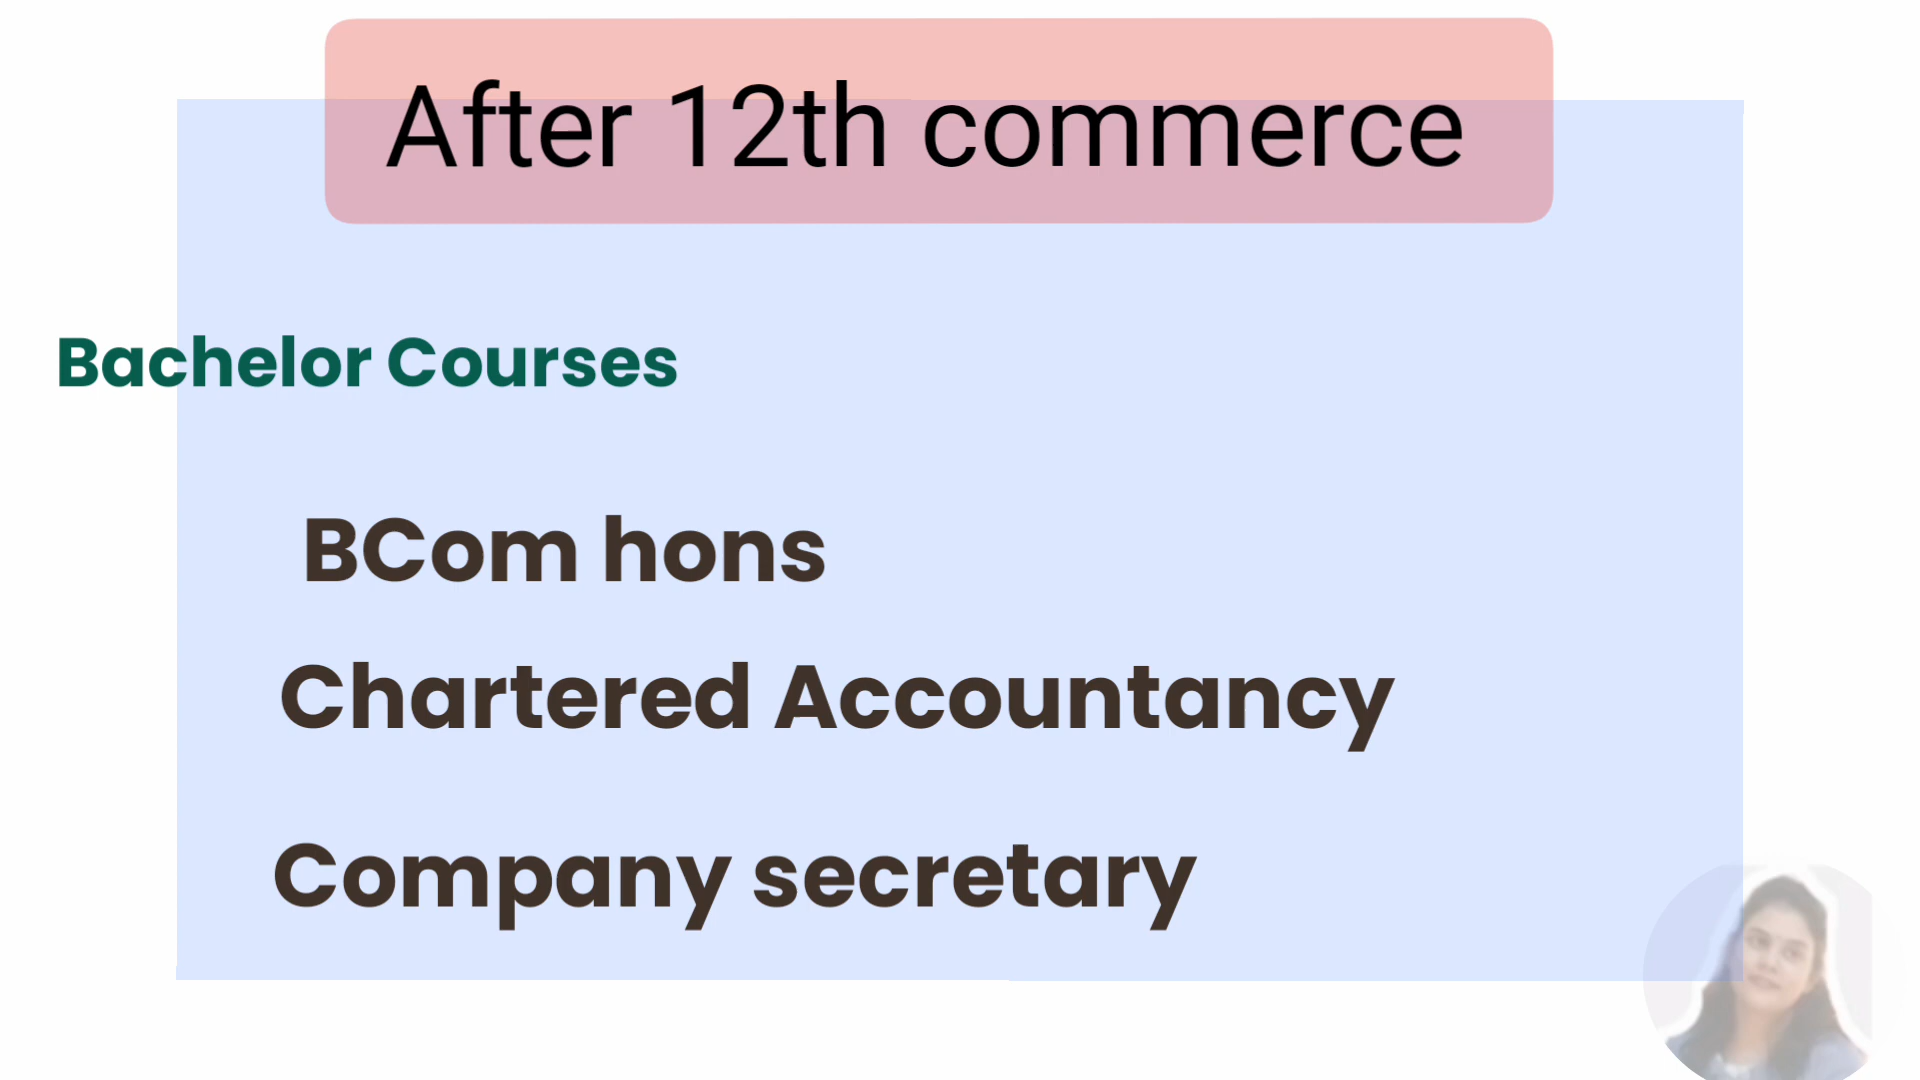 After 12th commerce
Bachelor Courses
BCom hons
Chartered Accountancy
Company secretary